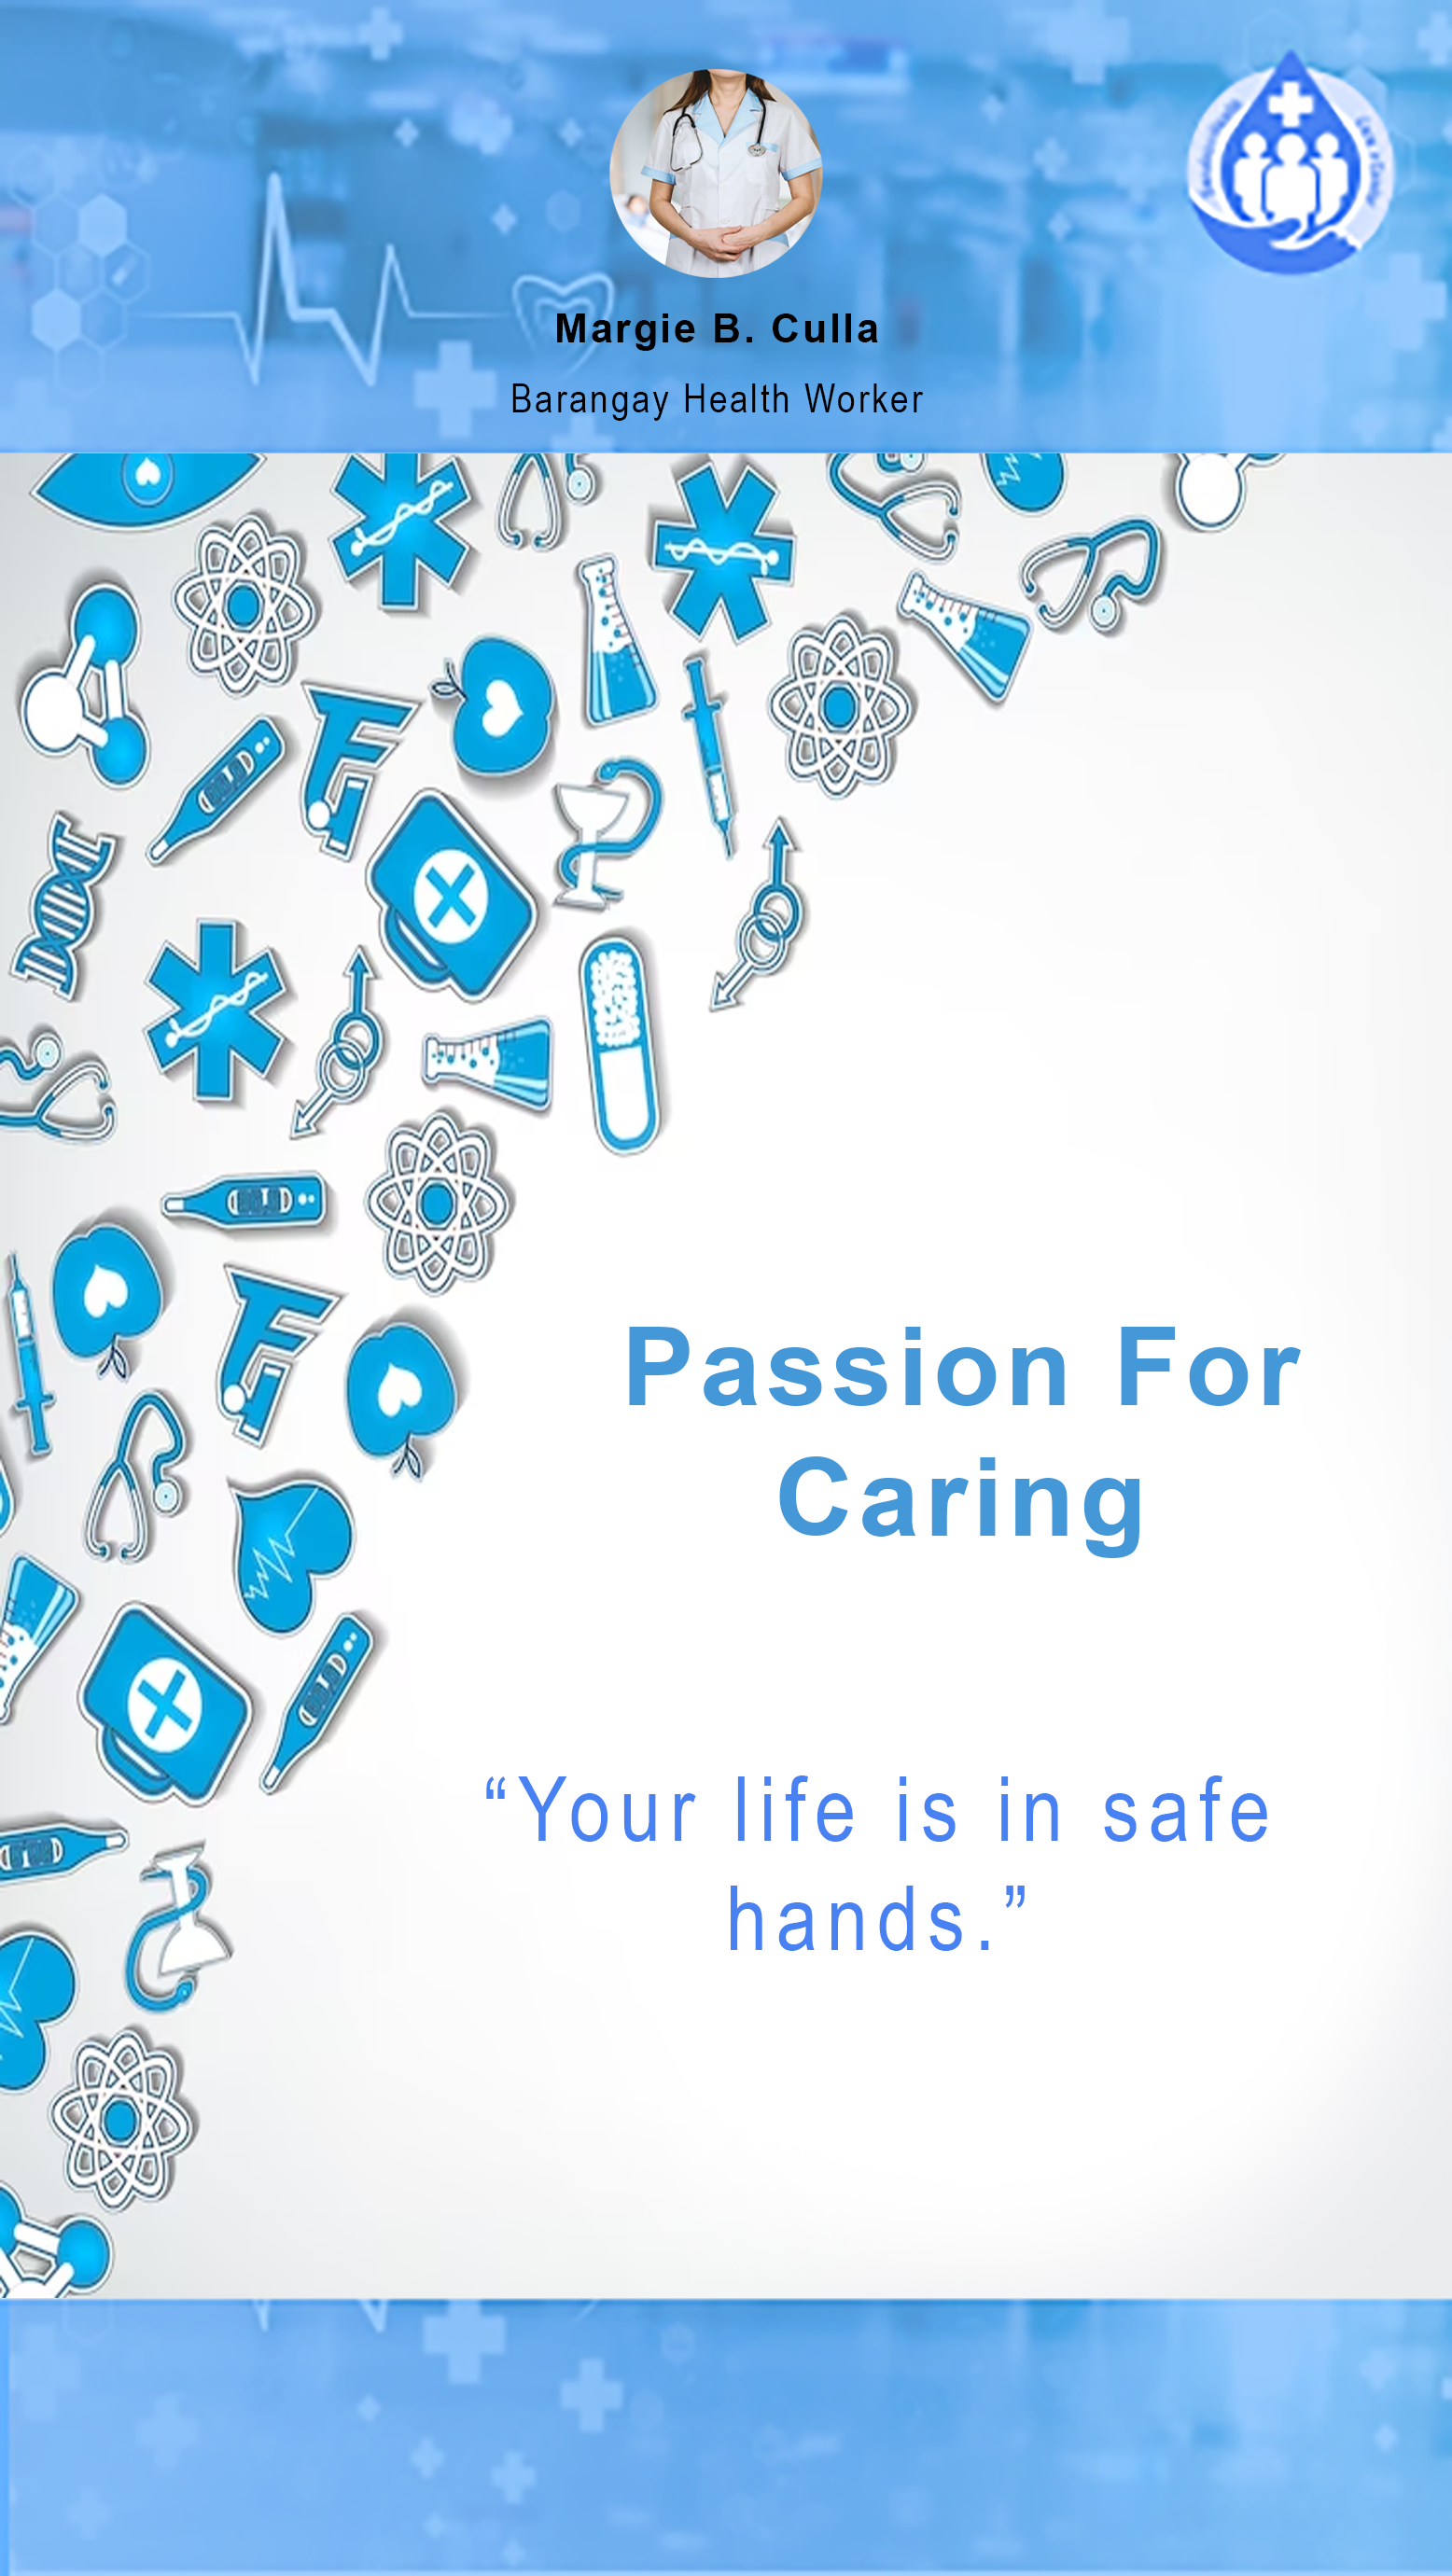 Margie B. Culla
Barangay Health Worker
Passion For
Caring
“Your life is in safe
hands.”